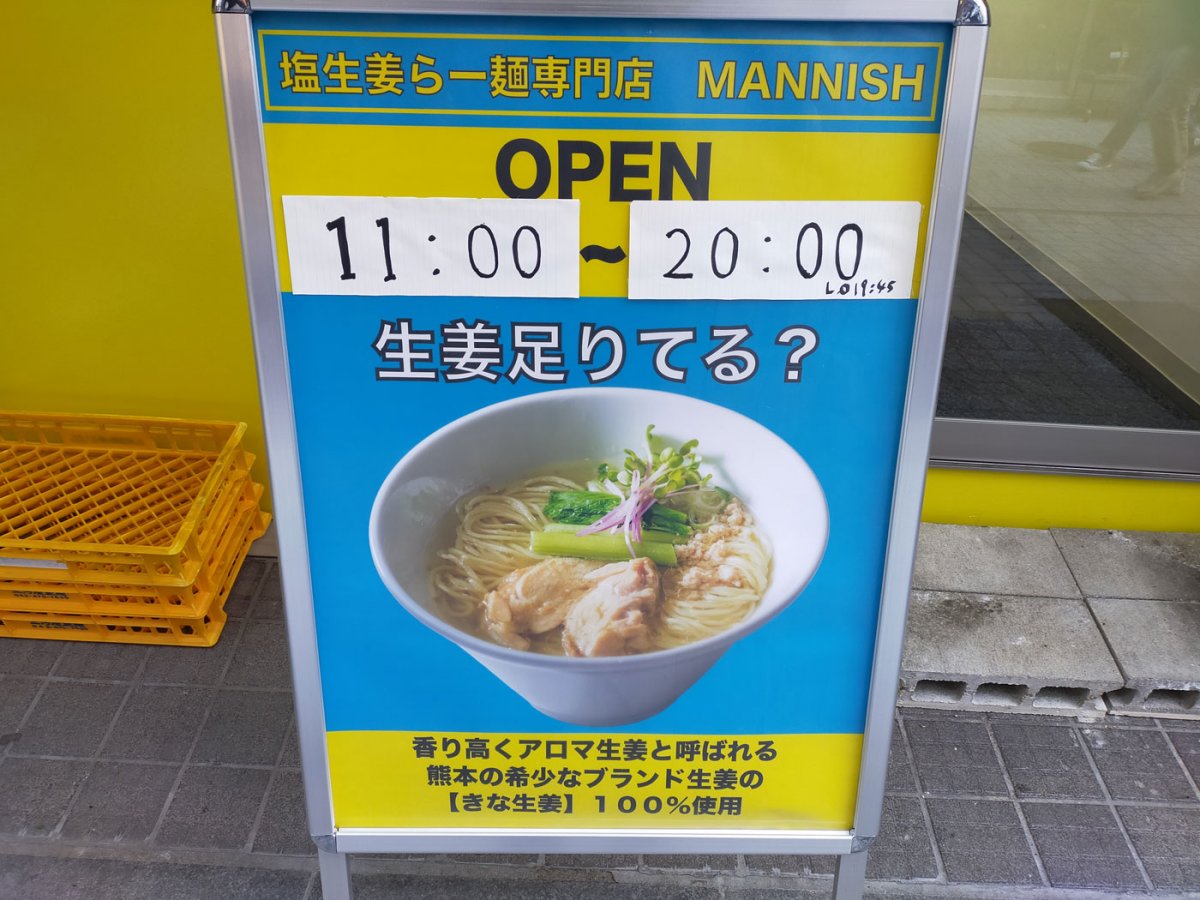 塩生姜らー麺専門店 MANNISH
OPEN
11:00 ~ 20:00
L.O 19:45
生姜足りてる?
香り高くアロマ生姜と呼ばれる
熊本の希少なブランド生姜の
【きな生姜】100%使用